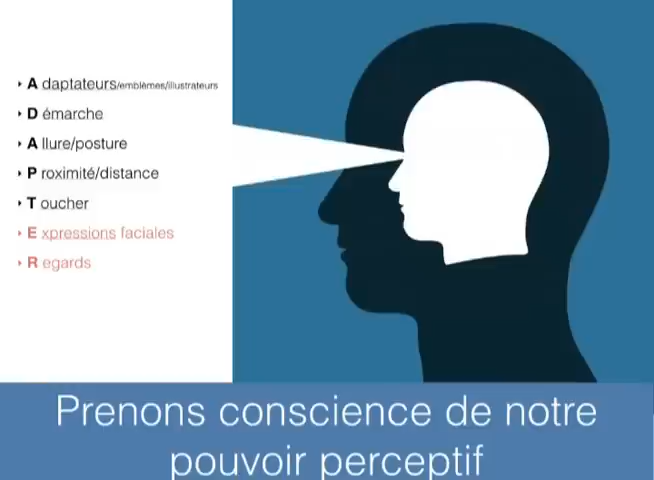 A daptateurs/emblèmes/illustrateurs
D émarche
A llure/posture
P roximité/distance
T oucher
E xpressions faciales
R egards
Prenons conscience de notre
pouvoir perceptif